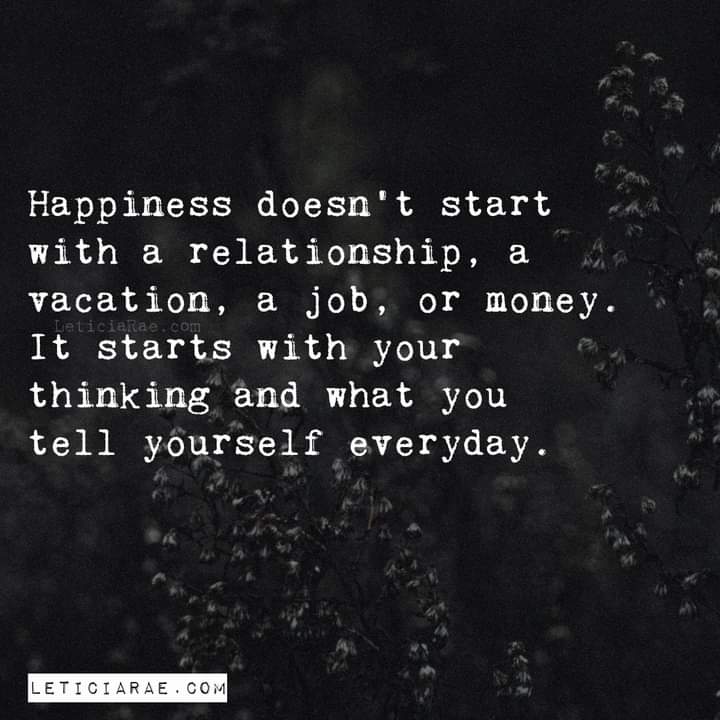 Happiness doesn't start
with a relationship, a
vacation, a job, or money.
LeticiaRae.com
It starts with your
thinking and what you
tell yourself everyday.
LETICIARAE.COM